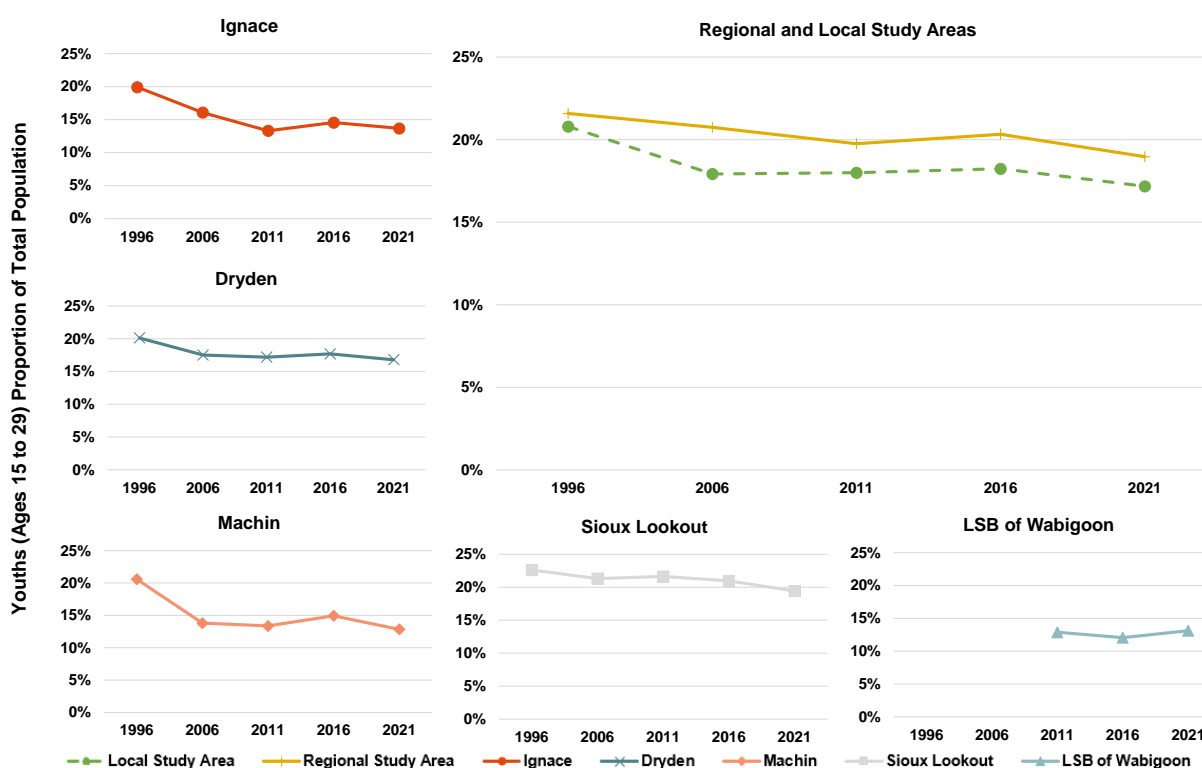 Youths (Ages 15 to 29) Proportion of Total Population
Ignace
25%
20%
15%
10%
5%
0%
1996 2006 2011 2016 2021
Regional and Local Study Areas
25%
20%
15%
10%
5%
0%
1996 2006 2011 2016 2021
Dryden
25%
20%
15%
10%
5%
0%
1996 2006 2011 2016 2021
Machin
25%
20%
15%
10%
5%
0%
1996 2006 2011 2016 2021
Sioux Lookout
25%
20%
15%
10%
5%
0%
1996 2006 2011 2016 2021
LSB of Wabigoon
25%
20%
15%
10%
5%
0%
1996 2006 2011 2016 2021
Local Study Area Regional Study Area Ignace Dryden Machin Sioux Lookout LSB of Wabigoon